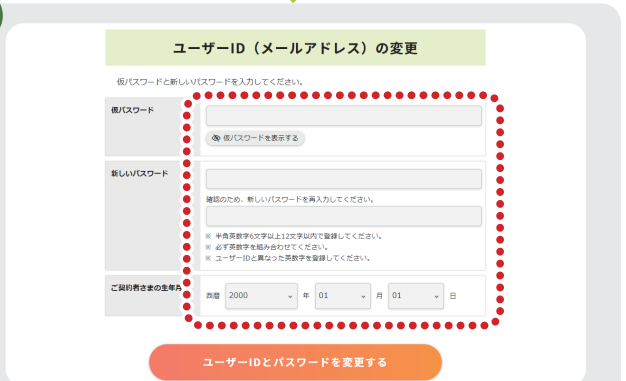 ユーザーID（メールアドレス）の変更
仮パスワードと新しいパスワードを入力してください。
仮パスワード
仮パスワードを表示する
新しいパスワード
確認のため、新しいパスワードを再入力してください。
※ 半角英数字6文字以上12文字以内で登録してください。
※ 必ず英数字を組み合わせてください。
※ ユーザーIDと異なった英数字を登録してください。
ご契約者さまの生年月
西暦 2000 年 01 月 01 日
ユーザーIDとパスワードを変更する